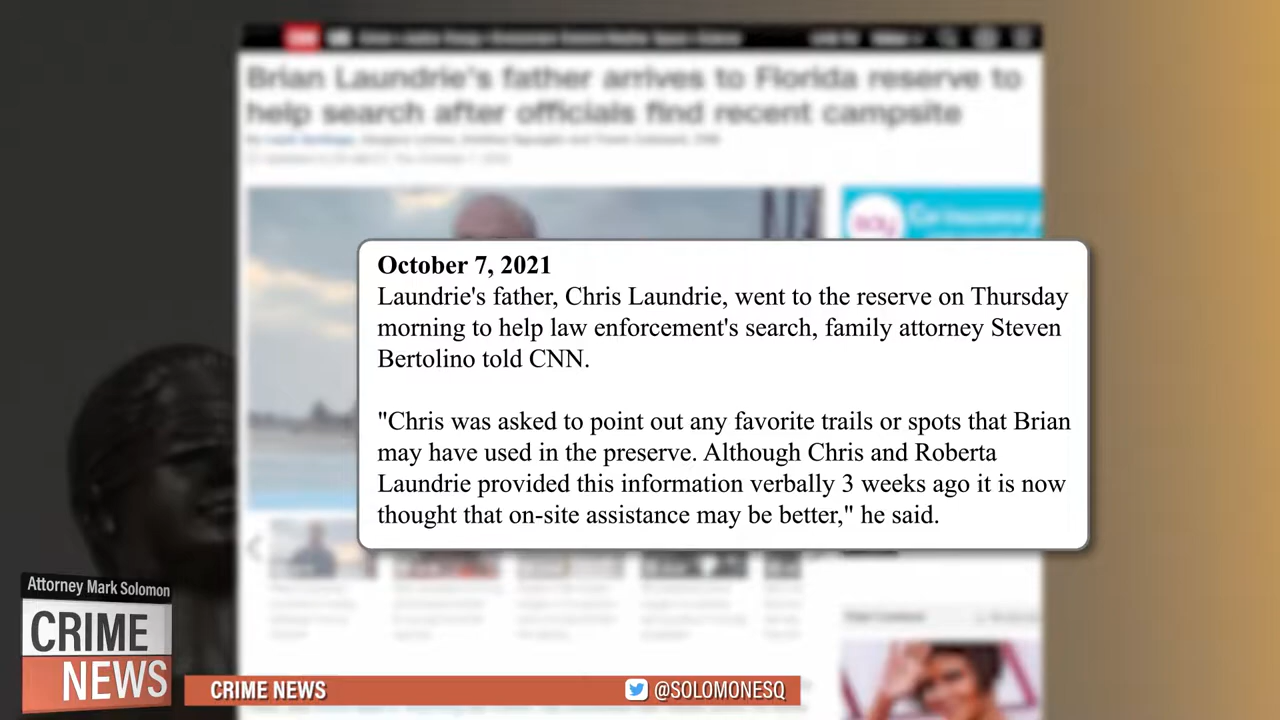 Brian Laundrie's father arrives to Florida reserve to
help search after officials find recent campsite
October 7, 2021
Laundrie's father, Chris Laundrie, went to the reserve on Thursday
morning to help law enforcement's search, family attorney Steven
Bertolino told CNN.
"Chris was asked to point out any favorite trails or spots that Brian
may have used in the preserve. Although Chris and Roberta
Laundrie provided this information verbally 3 weeks ago it is now
thought that on-site assistance may be better," he said.
Attorney Mark Solomon
CRIME
NEWS
CRIME NEWS
@SOLOMONESQ